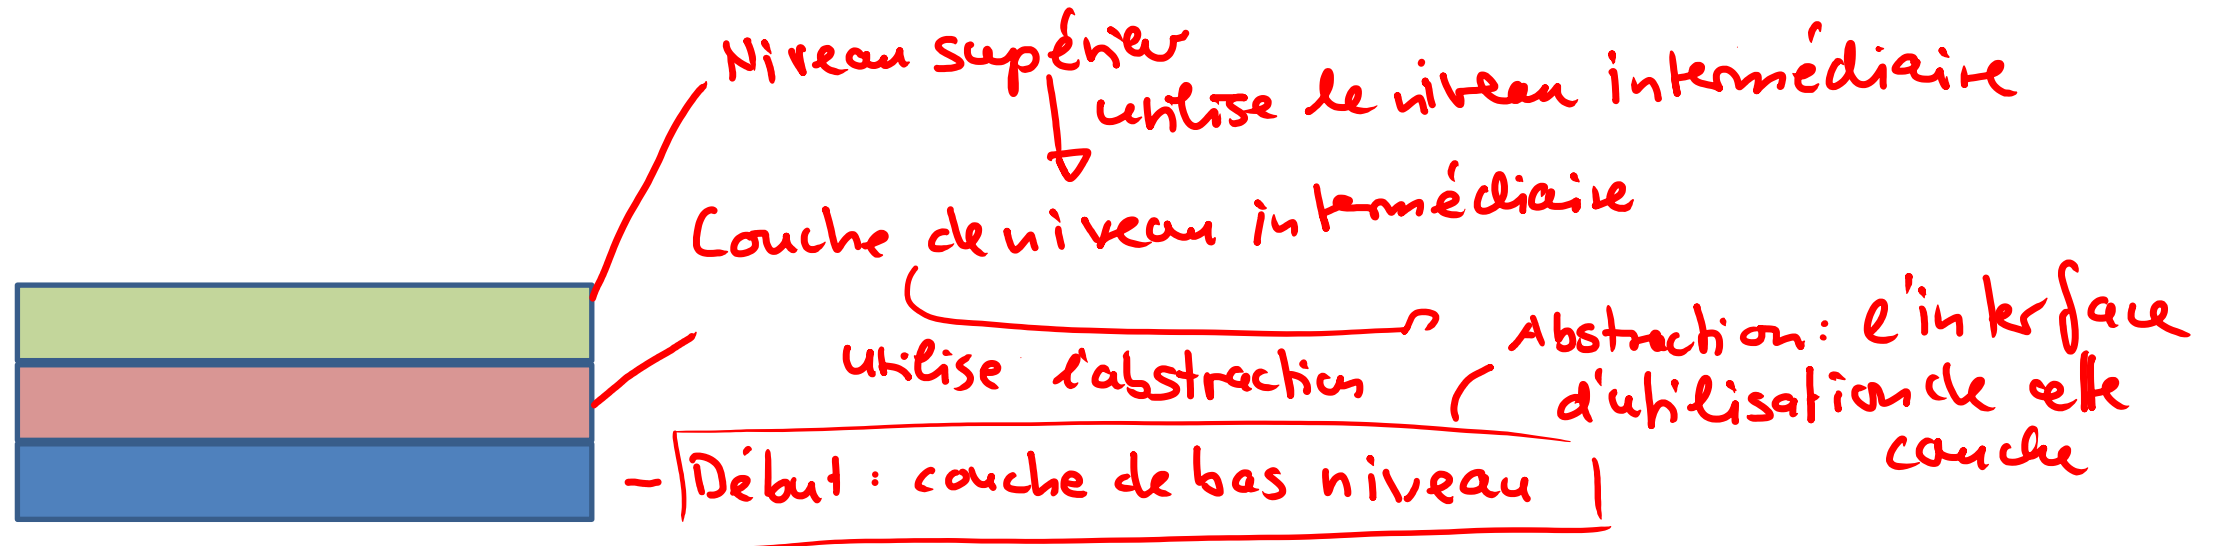 Niveau supérieur
utilise le niveau intermédiaire
Couche de niveau intermédiaire
utilise l'abstraction
Abstraction : l'interface
d'utilisation de cette
couche
Début : couche de bas niveau